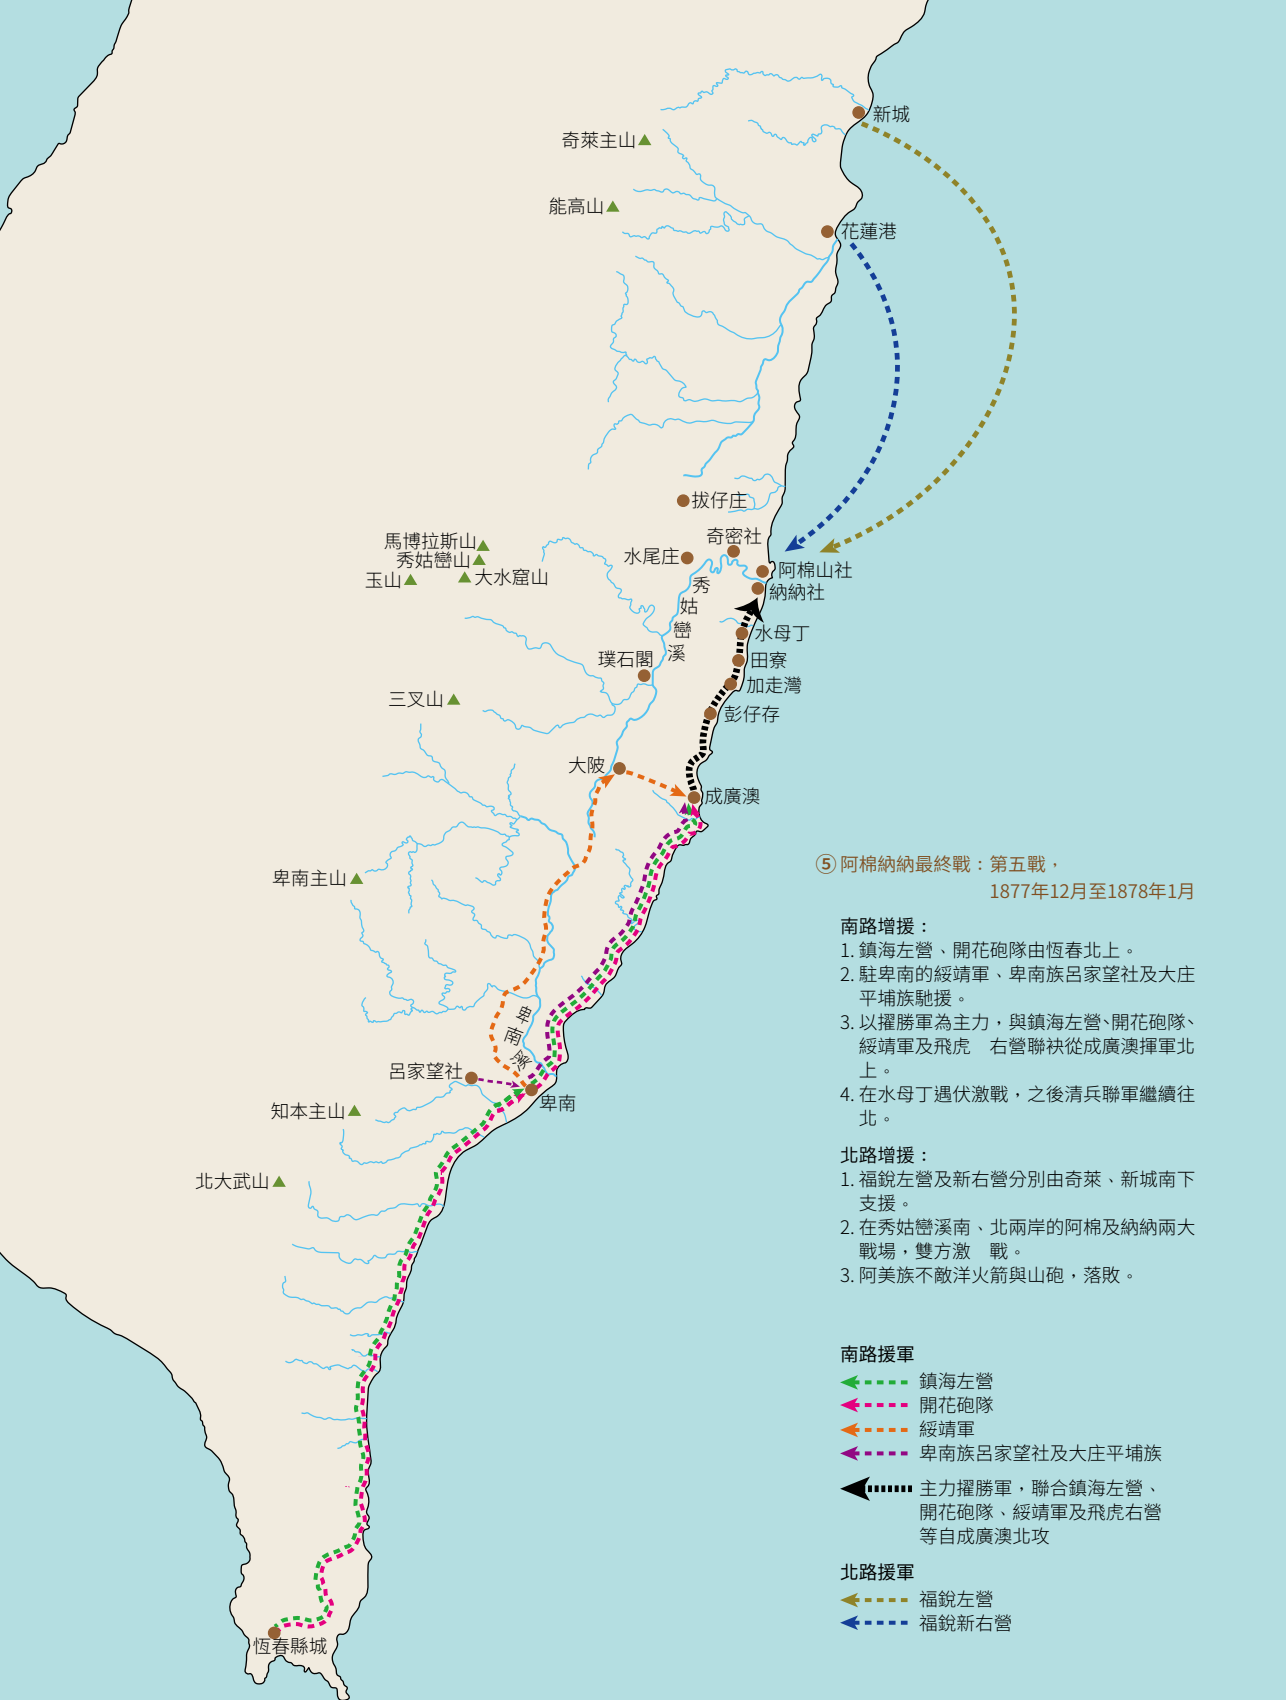 新城
奇萊主山
能高山
花蓮港
拔仔庄
奇密社
馬博拉斯山
秀姑巒山
玉山
大水窟山
水尾庄
阿棉山社
納納社
秀姑巒溪
水母丁
璞石閣
田寮
加走灣
三叉山
彭仔存
大陂
成廣澳
卑南主山
卑南溪
呂家望社
卑南
知本主山
北大武山
恆春縣城
⑤阿棉納納最終戰：第五戰，
1877年12月至1878年1月
南路增援：
1. 鎮海左營、開花砲隊由恆春北上。
2. 駐卑南的綏靖軍、卑南族呂家望社及大庄
平埔族馳援。
3. 以擢勝軍為主力，與鎮海左營、開花砲隊、
綏靖軍及飛虎　右營聯袂從成廣澳揮軍北
上。
4. 在水母丁遇伏激戰，之後清兵聯軍繼續往
北。
北路增援：
1. 福銳左營及新右營分別由奇萊、新城南下
支援。
2. 在秀姑巒溪南、北兩岸的阿棉及納納兩大
戰場，雙方激　戰。
3. 阿美族不敵洋火箭與山砲，落敗。
南路援軍
鎮海左營
開花砲隊
綏靖軍
卑南族呂家望社及大庄平埔族
主力擢勝軍，聯合鎮海左營、
開花砲隊、綏靖軍及飛虎右營
等自成廣澳北攻
北路援軍
福銳左營
福銳新右營